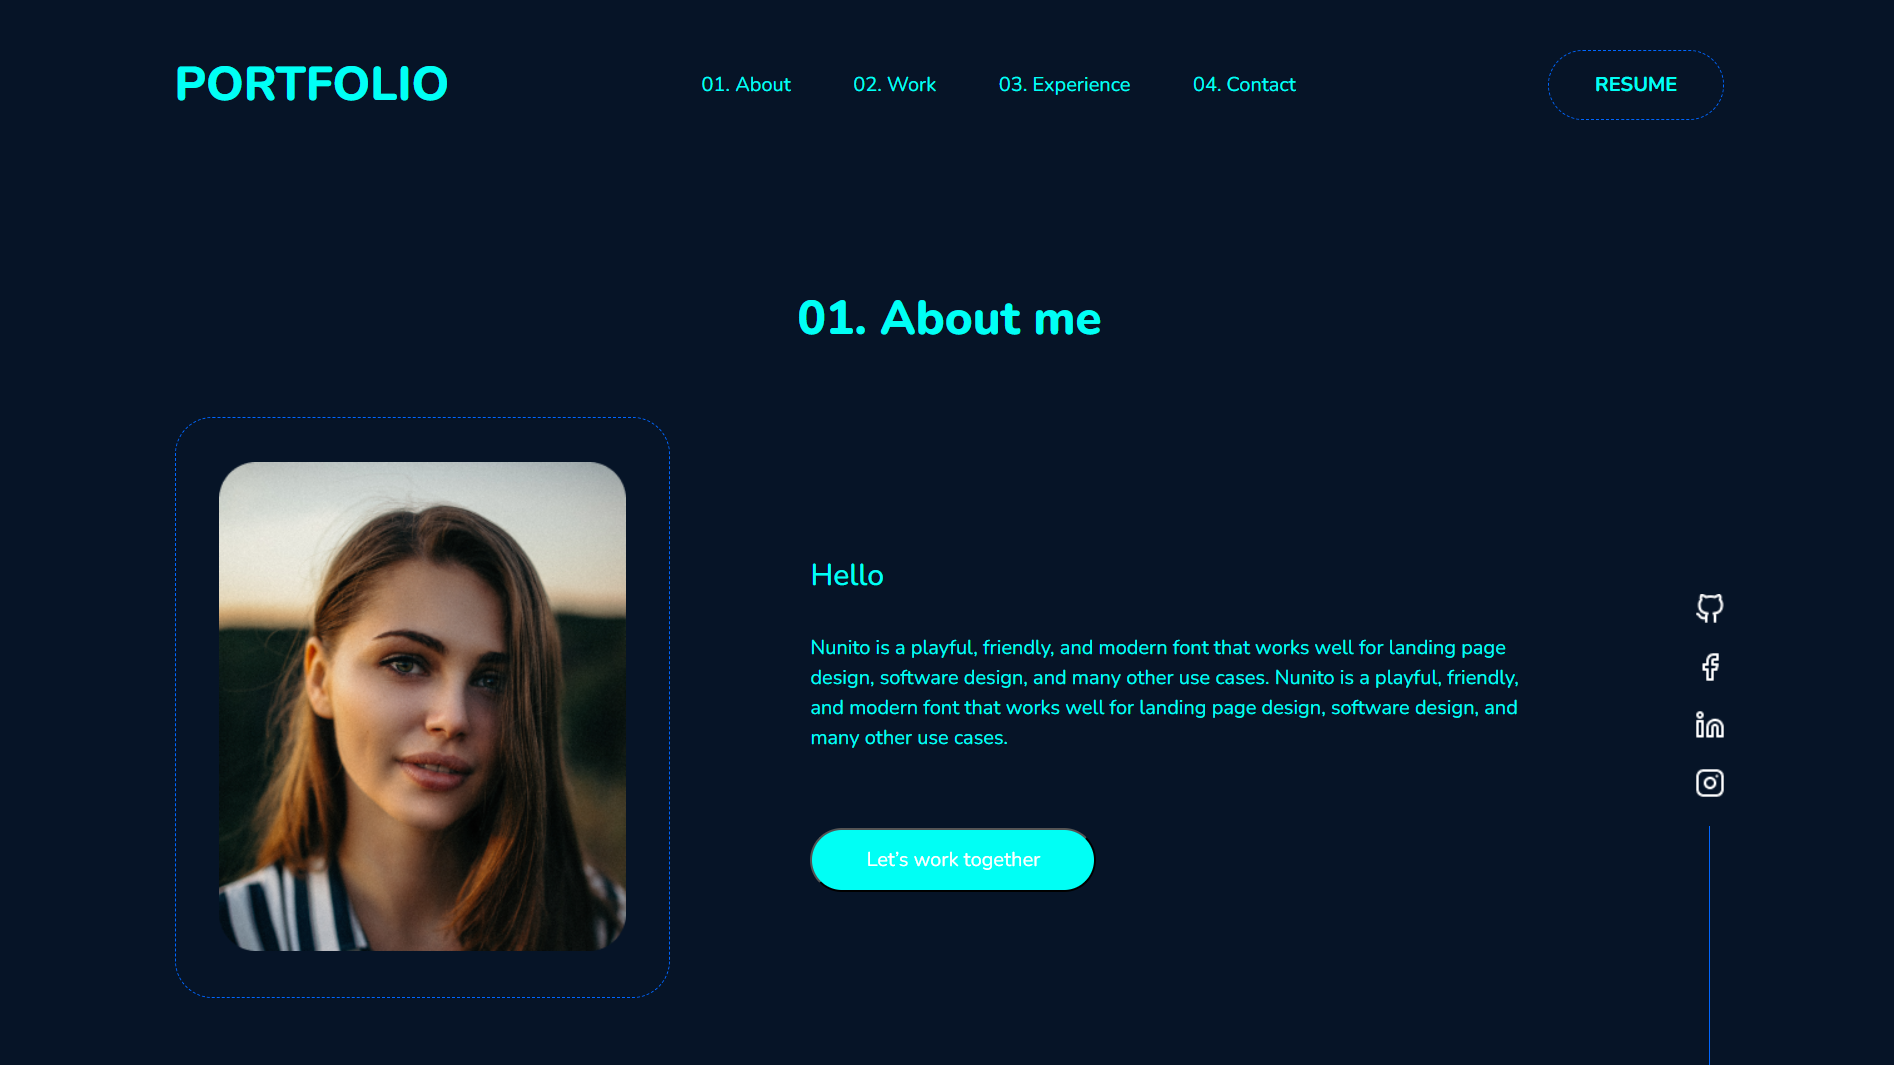 PORTFOLIO
01. About
02. Work
03. Experience
04. Contact
RESUME
01. About me
Hello
Nunito is a playful, friendly, and modern font that works well for landing page
design, software design, and many other use cases. Nunito is a playful, friendly,
and modern font that works well for landing page design, software design, and
many other use cases.
Let’s work together